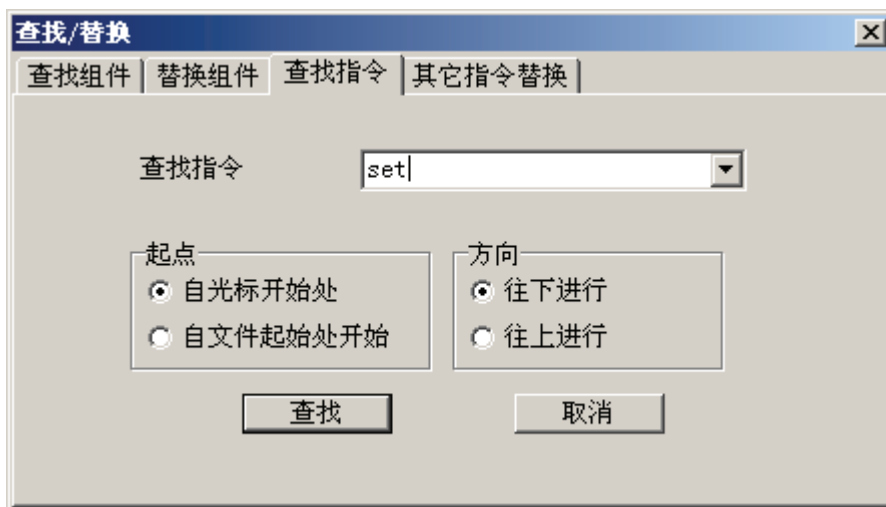 查找/替换
查找组件 替换组件 查找指令 其它指令替换
查找指令 set
起点 方向
自光标开始处 往下进行
自文件起始处开始 往上进行
查找 取消